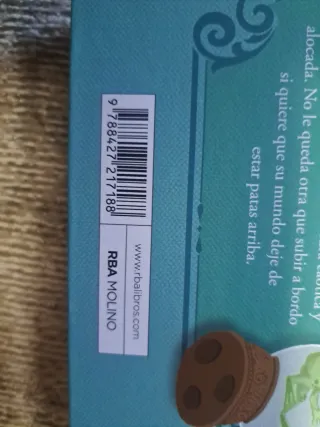 caótica y
alocada. No le queda otra que subir a bordo
si quiere que su mundo deje de
estar patas arriba.
9 788427 217188
www.rbalibros.com
RBA MOLINO